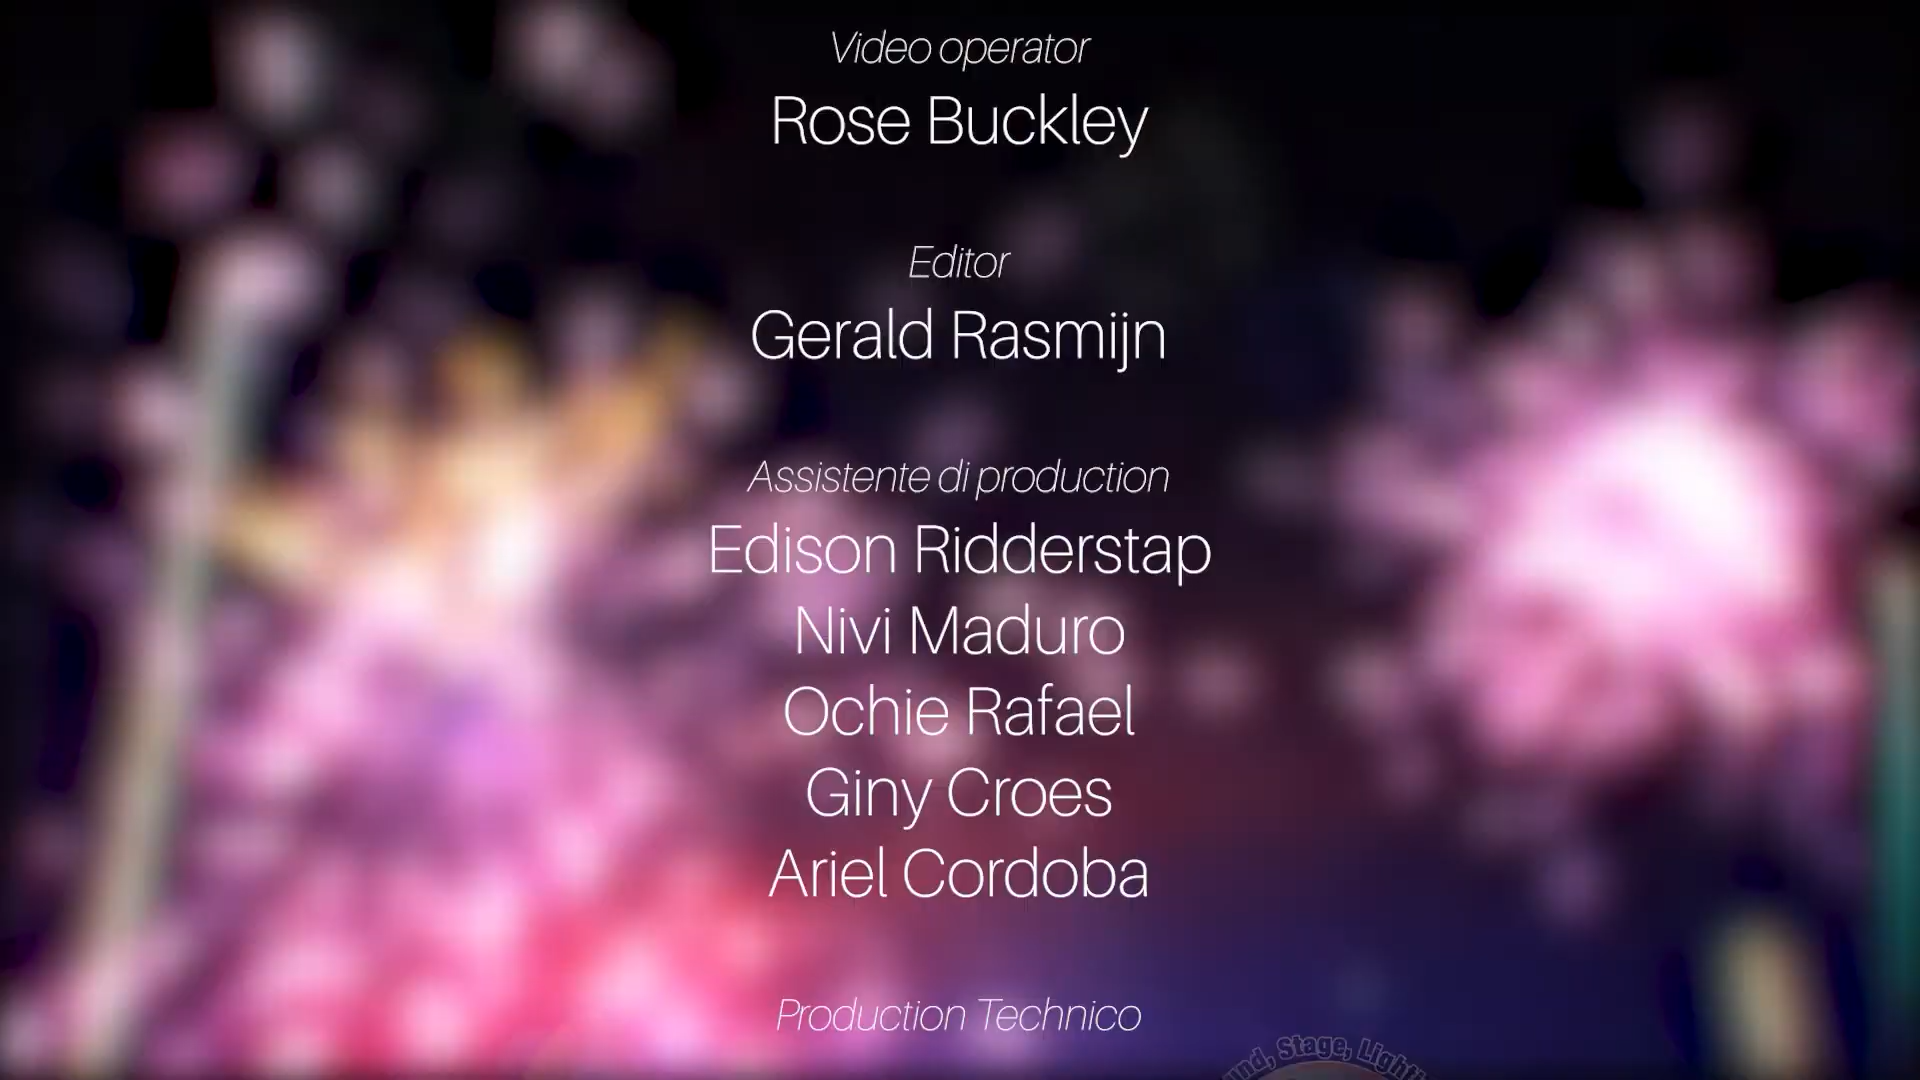 Video operator
Rose Buckley
Editor
Gerald Rasmijn
Assistente di production
Edison Ridderstap
Nivi Maduro
Ochie Rafael
Giny Croes
Ariel Cordoba
Production Technico
Stage,